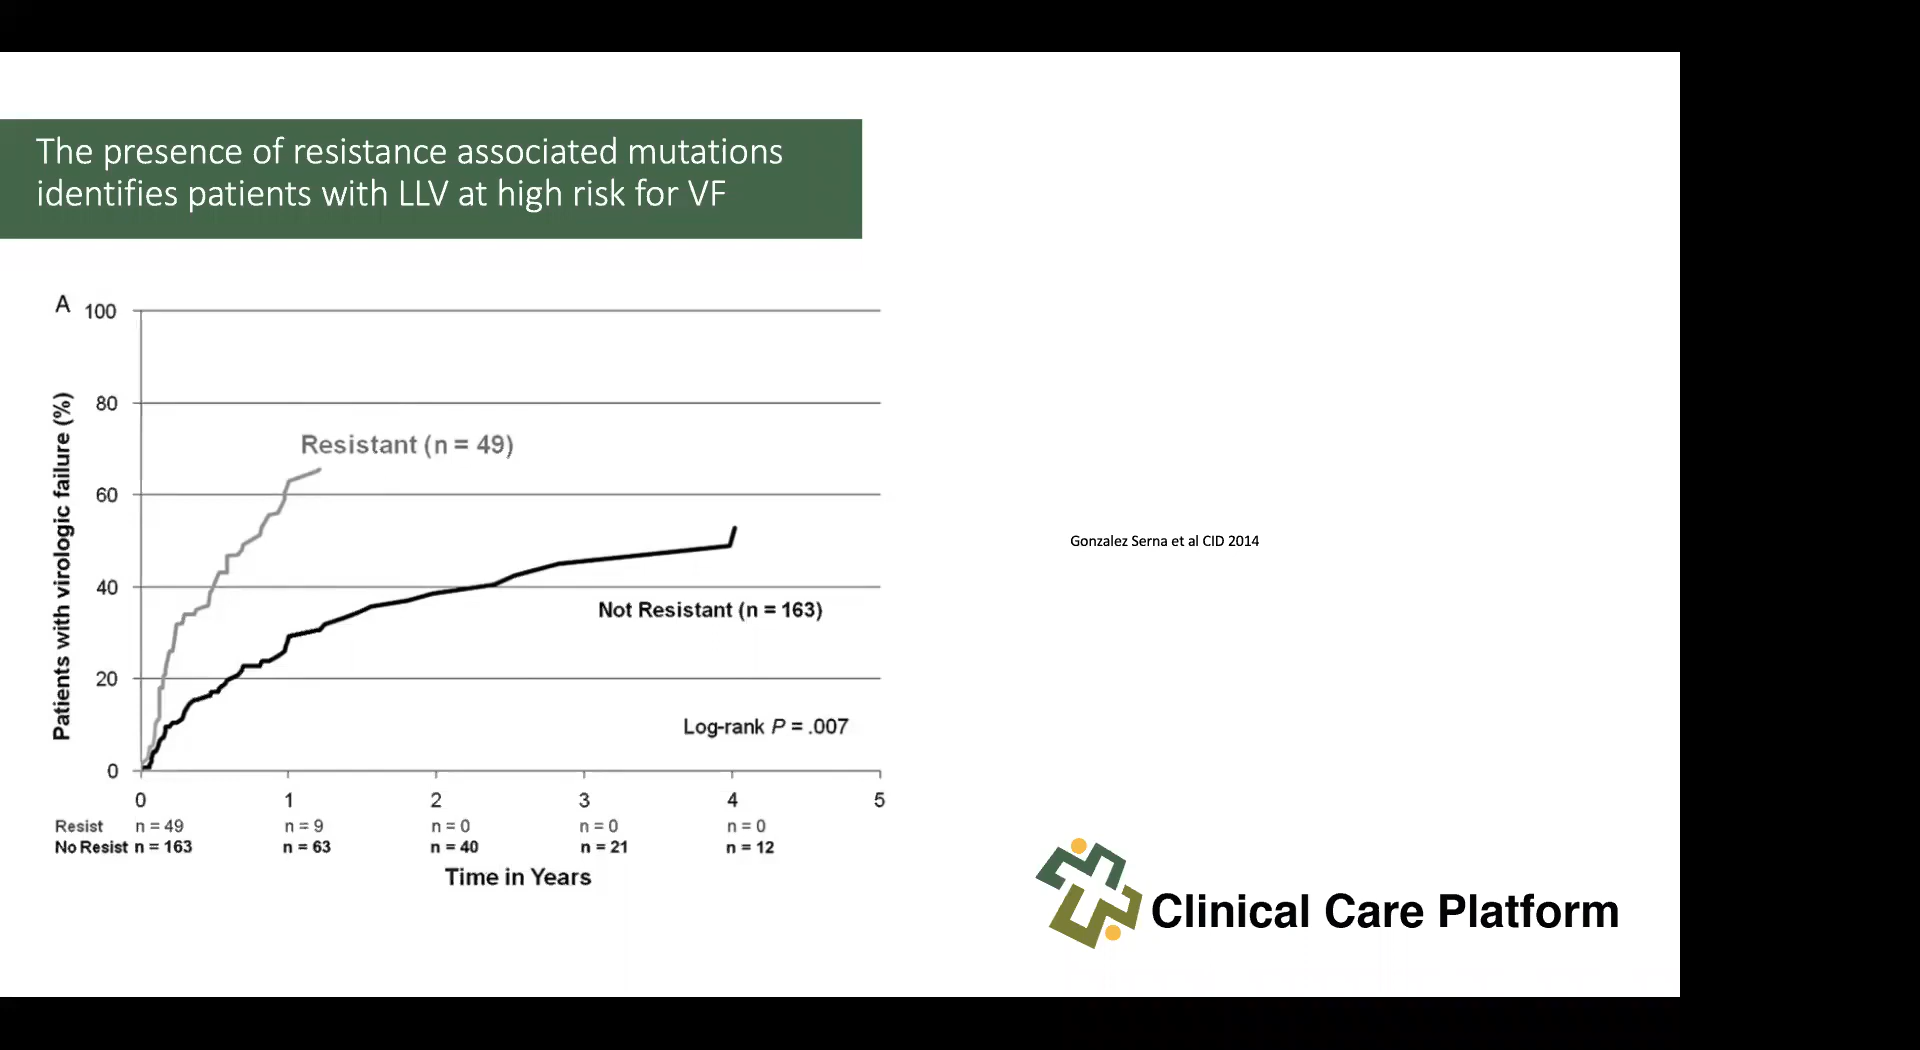 The presence of resistance associated mutations
identifies patients with LLV at high risk for VF
A
Patients with virologic failure (%)
100
80
60
40
20
0
Resistant (n = 49)
Not Resistant (n = 163)
Log-rank P = .007
0 1 2 3 4 5
Resist n = 49 n = 9 n = 0 n = 0 n = 0
No Resist n = 163 n = 63 n = 40 n = 21 n = 12
Time in Years
Gonzalez Serna et al CID 2014
Clinical Care Platform